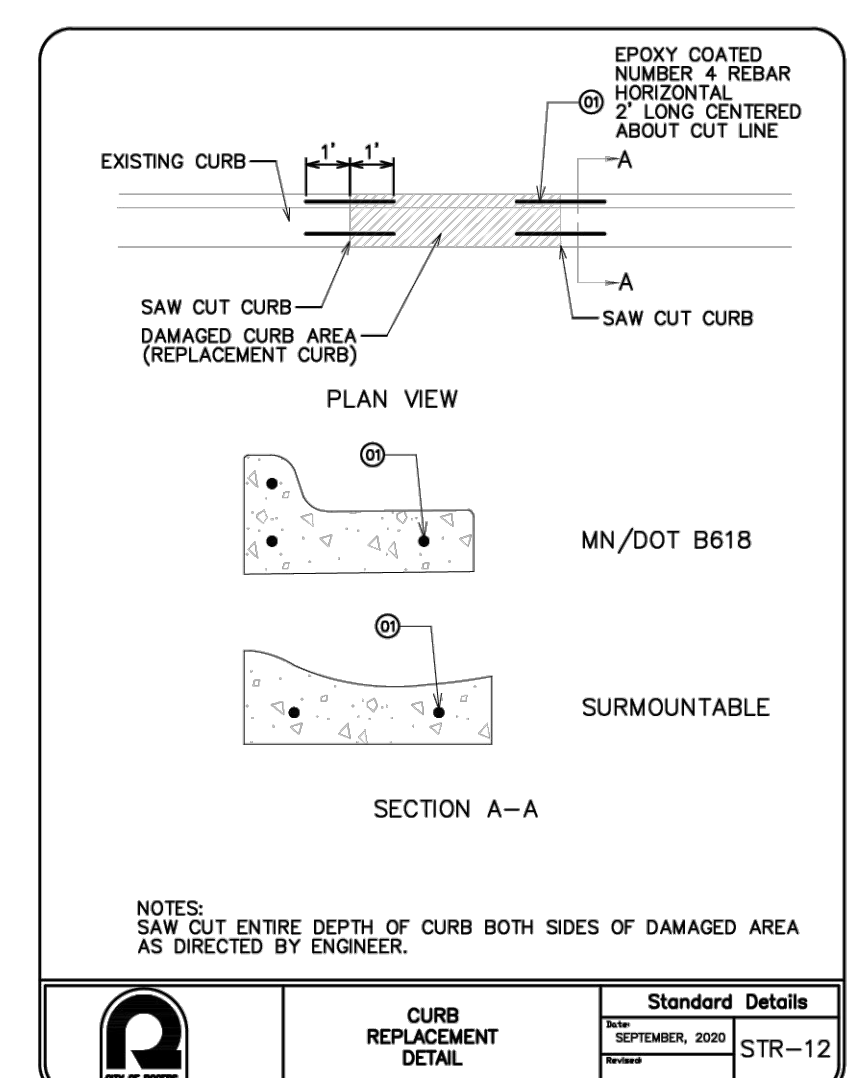 EPOXY COATED
NUMBER 4 REBAR
HORIZONTAL
2' LONG CENTERED
ABOUT CUT LINE
01
A
1' 1'
EXISTING CURB
A
SAW CUT CURB
SAW CUT CURB
DAMAGED CURB AREA
(REPLACEMENT CURB)
PLAN VIEW
01
MN/DOT B618
01
SURMOUNTABLE
SECTION A-A
NOTES:
SAW CUT ENTIRE DEPTH OF CURB BOTH SIDES OF DAMAGED AREA
AS DIRECTED BY ENGINEER.
CURB
REPLACEMENT
DETAIL
Standard Details
Date:
SEPTEMBER, 2020
STR-12
Revised:
R
CITY OF ROGERS